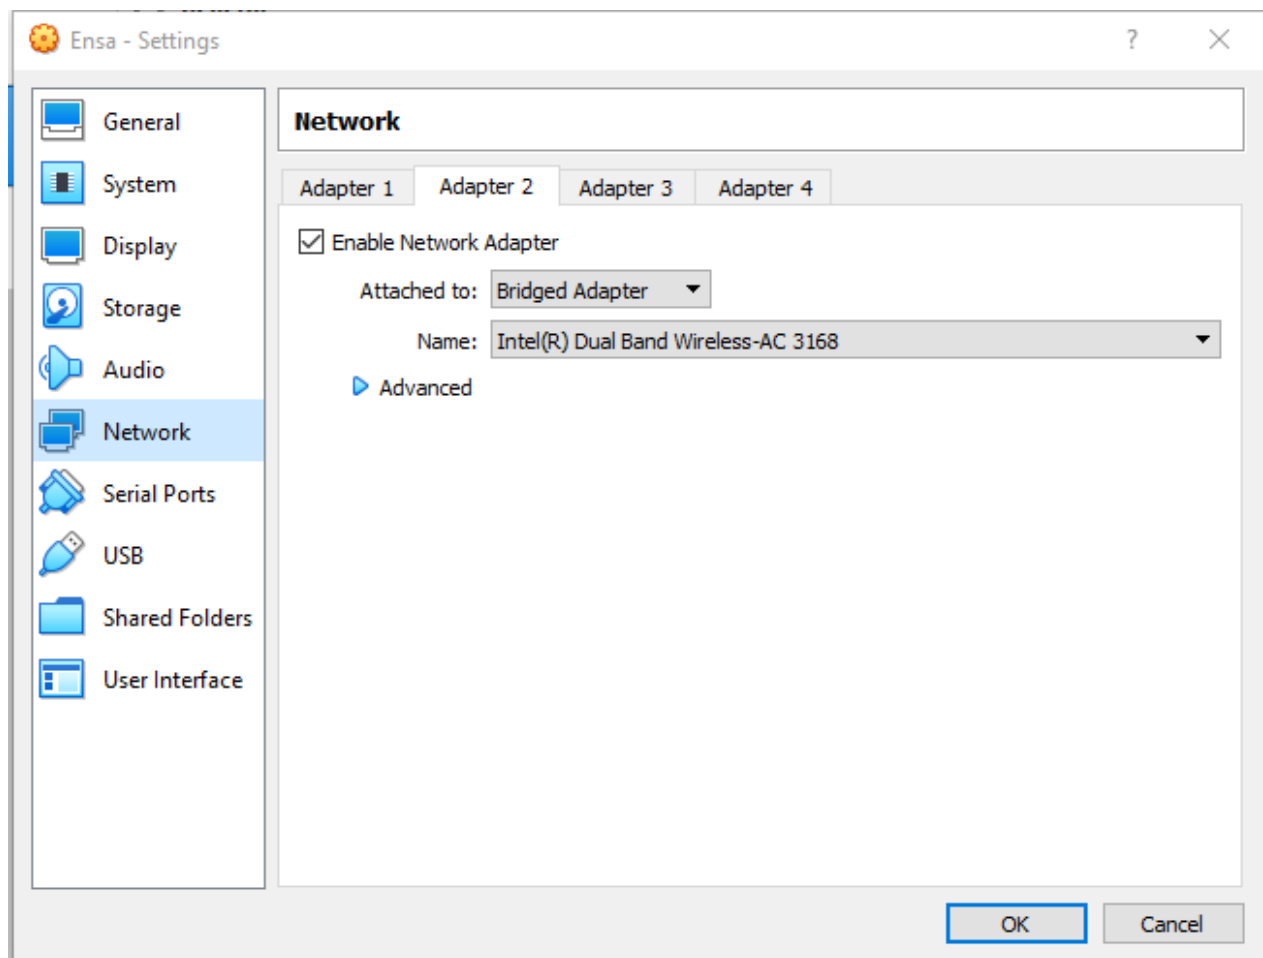 Ensa - Settings
?
General
System
Display
Storage
Audio
Network
Serial Ports
USB
Shared Folders
User Interface
Network
Adapter 1 Adapter 2 Adapter 3 Adapter 4
Enable Network Adapter
Attached to: Bridged Adapter
Name: Intel(R) Dual Band Wireless-AC 3168
Advanced
OK Cancel